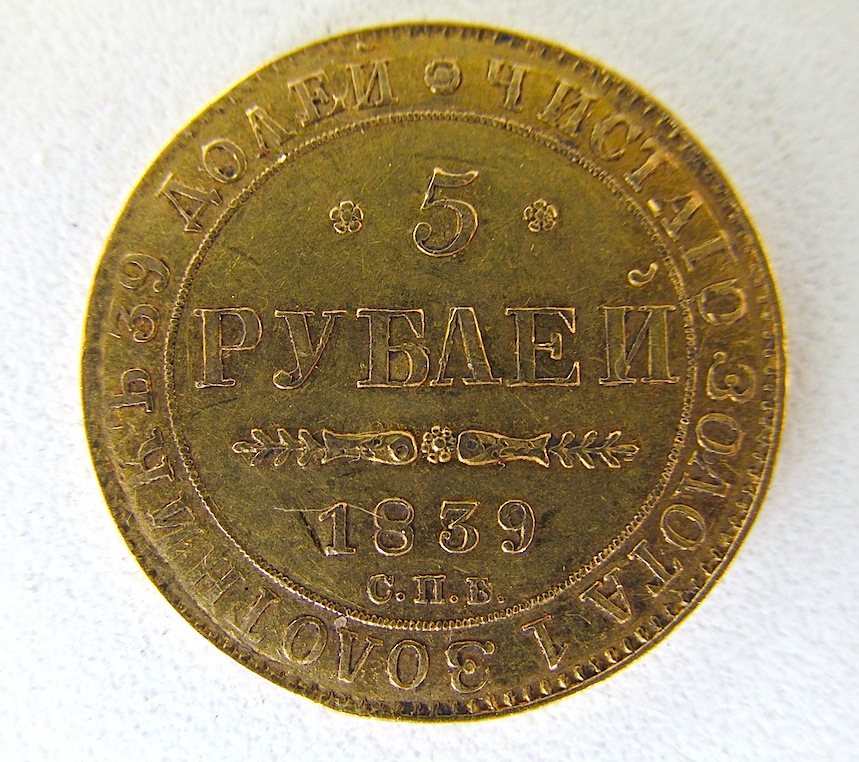 ЧИСТАГО ЗОЛОТА 1 ЗОЛОТНИКЪ 39 ДОЛЕЙ
5
РУБЛЕЙ
1839
С.П.Б.